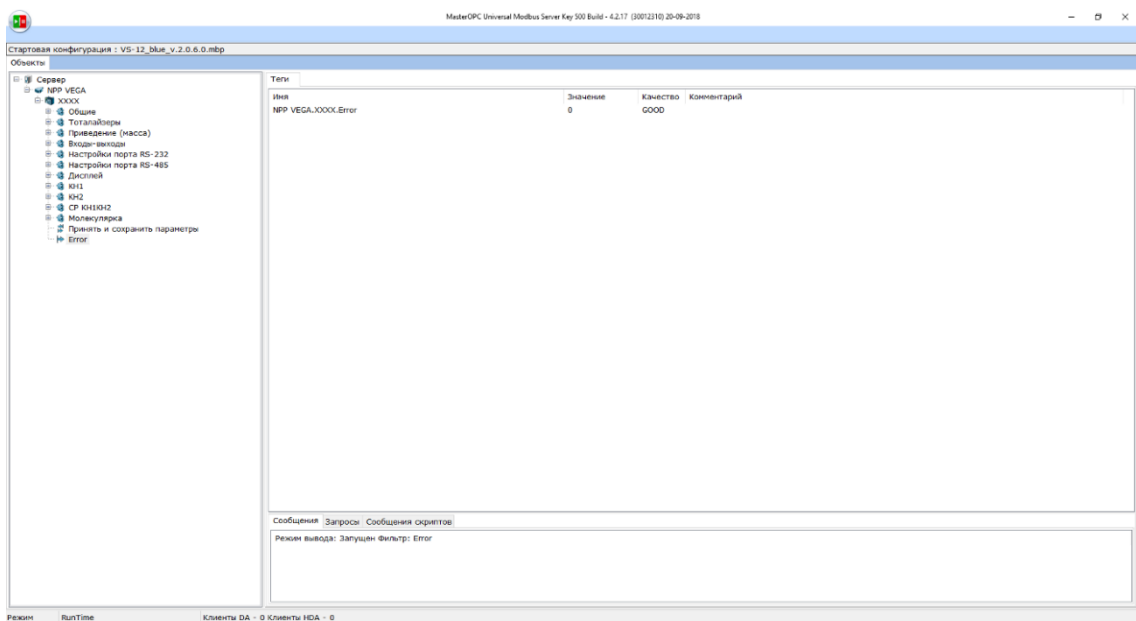 MasterOPC Universal Modbus Server Key 500 Build - 4.2.17 (30012310) 20-09-2018
Стартовая конфигурация : VS-12_blue_v.2.0.6.0.mbp
Объекты
Сервер
NPP VEGA
XXXX
Общие
Тоталайзеры
Приведение (масса)
Входы-выходы
Настройки порта RS-232
Настройки порта RS-485
Дисплей
КН1
КН2
СР КН1КН2
Молекулярка
Принять и сохранить параметры
Error
Теги
Имя Значение Качество Комментарий
NPP VEGA.XXXX.Error 0 GOOD
Сообщения Запросы Сообщения скриптов
Режим вывода: Запущен Фильтр: Error
Режим RunTime Клиенты DA - 0 Клиенты HDA - 0